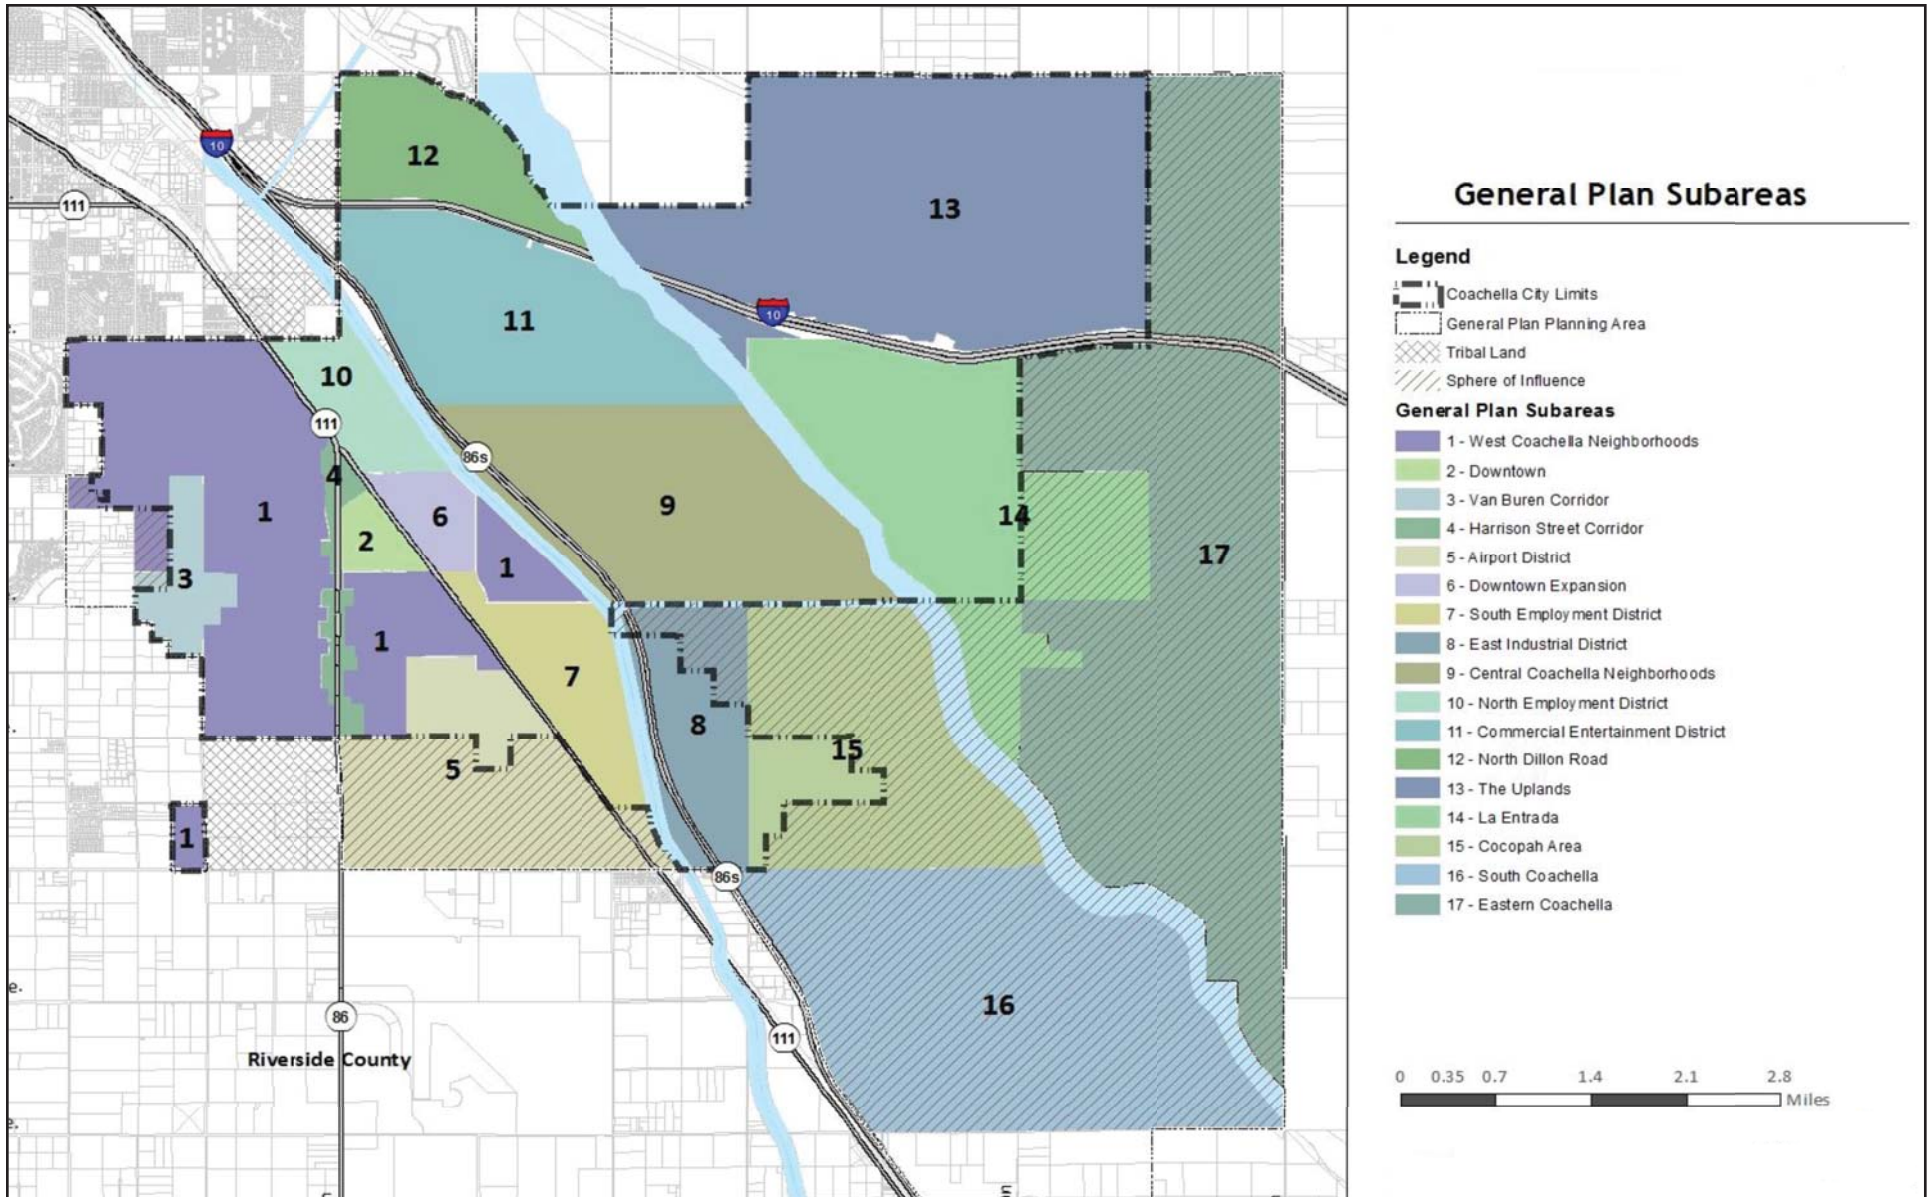 12
10
111
13
General Plan Subareas
Legend
Coachella City Limits
General Plan Planning Area
Tribal Land
Sphere of Influence
General Plan Subareas
1 - West Coachella Neighborhoods
2 - Downtown
3 - Van Buren Corridor
4 - Harrison Street Corridor
5 - Airport District
6 - Downtown Expansion
7 - South Employment District
8 - East Industrial District
9 - Central Coachella Neighborhoods
10 - North Employment District
11 - Commercial Entertainment District
12 - North Dillon Road
13 - The Uplands
14 - La Entrada
15 - Cocopah Area
16 - South Coachella
17 - Eastern Coachella
0 0.35 0.7 1.4 2.1 2.8
Miles
10
11
10
111
86s
4
9
1
6
14
2
17
1
3
1
7
8
15
5
1
86s
16
86
111
Riverside County
e.